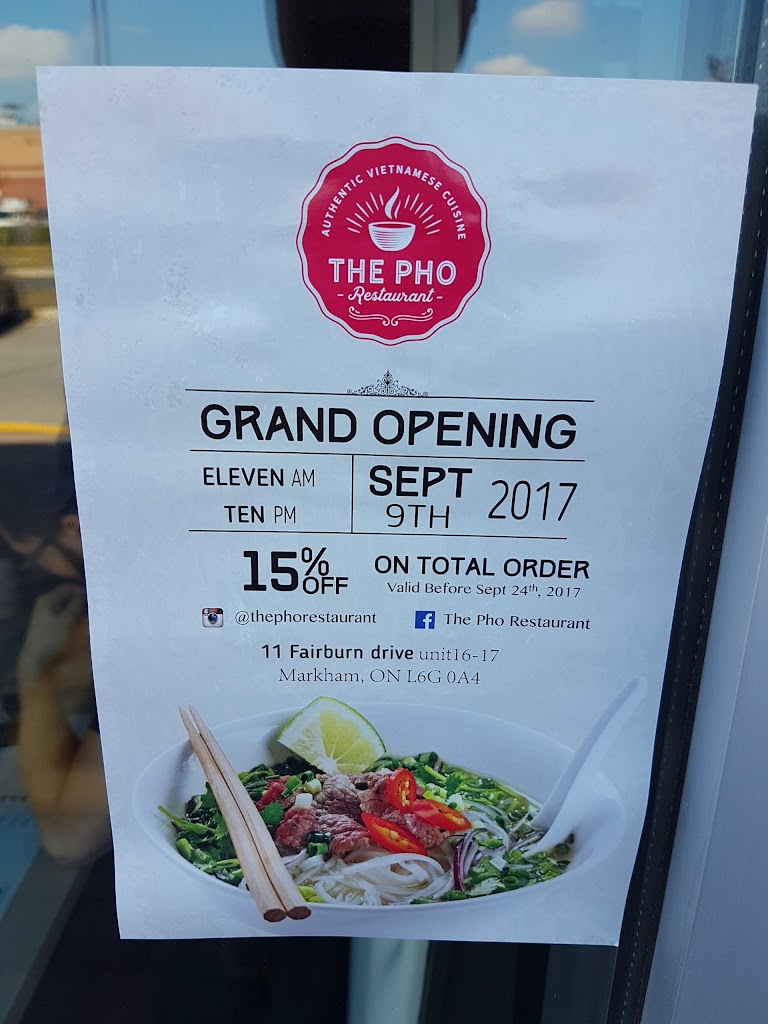 AUTHENTIC VIETNAMESE CUISINE
THE PHO
- Restaurant -
GRAND OPENING
ELEVEN AM
TEN PM
SEPT
9TH
2017
15% OFF
ON TOTAL ORDER
Valid Before Sept 24th, 2017
@thephorestaurant
The Pho Restaurant
11 Fairburn drive unit16-17
Markham, ON L6G 0A4